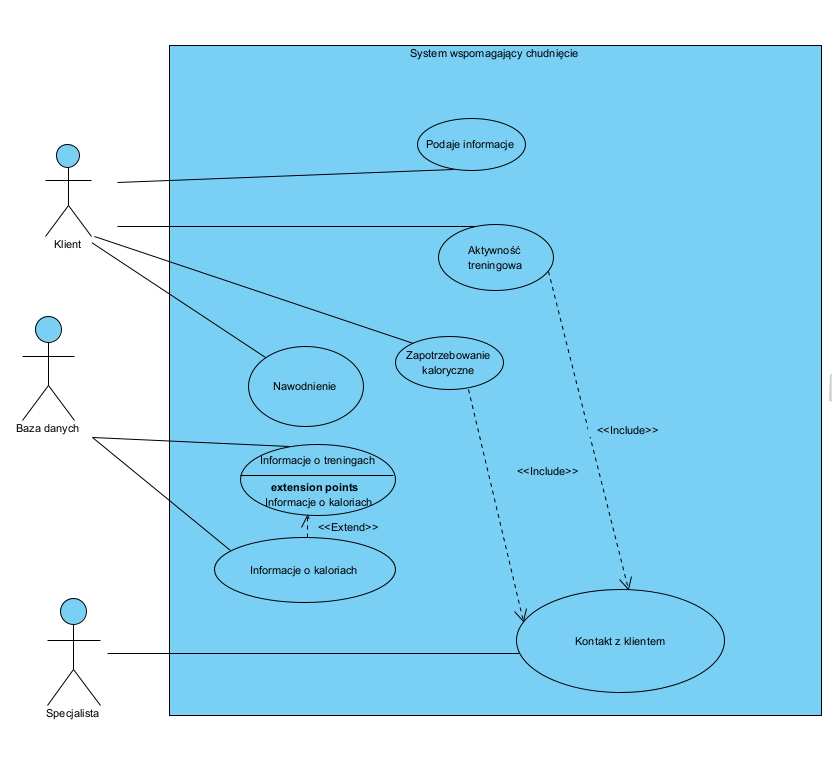 System wspomagający chudnięcie
Podaje informacje
Klient
Aktywność
treningowa
Zapotrzebowanie
kaloryczne
Nawodnienie
Baza danych
<<Include>>
<<Include>>
Informacje o treningach
extension points
Informacje o kaloriach
<<Extend>>
Informacje o kaloriach
Kontakt z klientem
Specjalista